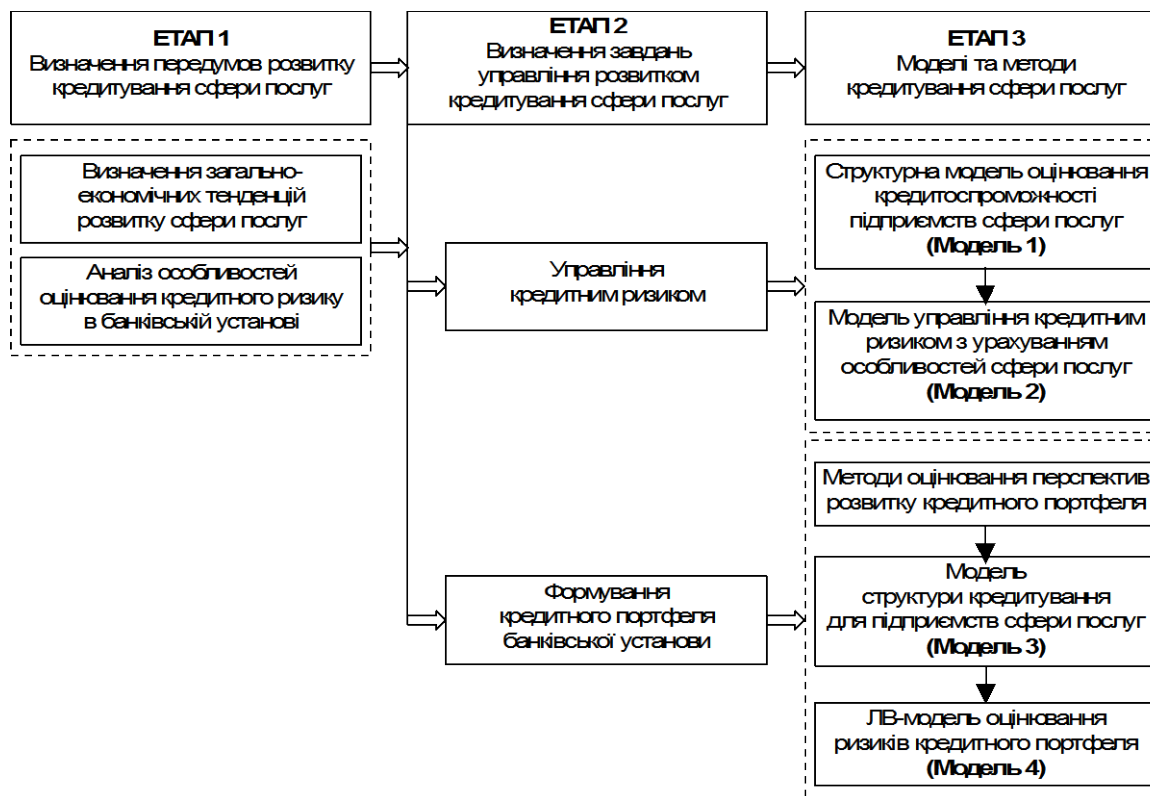 ЕТАП 1
Визначення передумов розвитку
кредитування сфери послуг
ЕТАП 2
Визначення завдань
управління розвитком
кредитування сфери послуг
ЕТАП 3
Моделі та методи
кредитування сфери послуг
Визначення загально-
економічних тенденцій
розвитку сфери послуг
Аналіз особливостей
оцінювання кредитного ризику
в банківській установі
Управління
кредитним ризиком
Формування
кредитного портфеля
банківської установи
Структурна модель оцінювання
кредитоспроможності
підприємств сфери послуг
(Модель 1)
Модель управління кредитним
ризиком з урахуванням
особливостей сфери послуг
(Модель 2)
Методи оцінювання перспектив
розвитку кредитного портфеля
Модель
структури кредитування
для підприємств сфери послуг
(Модель 3)
ЛВ-модель оцінювання
ризиків кредитного портфеля
(Модель 4)